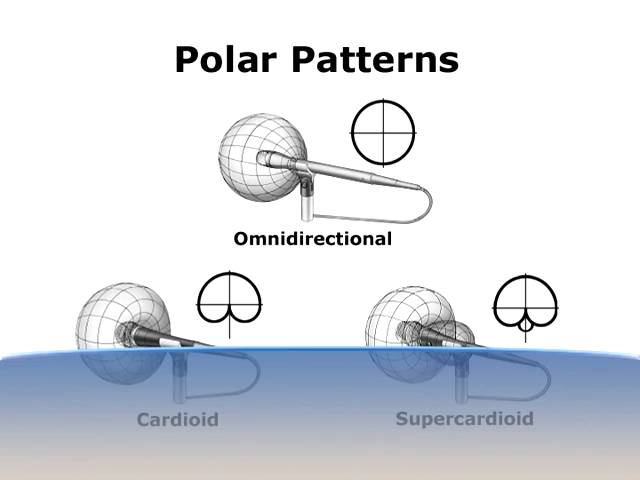 Polar Patterns
Omnidirectional
Cardioid
Supercardioid